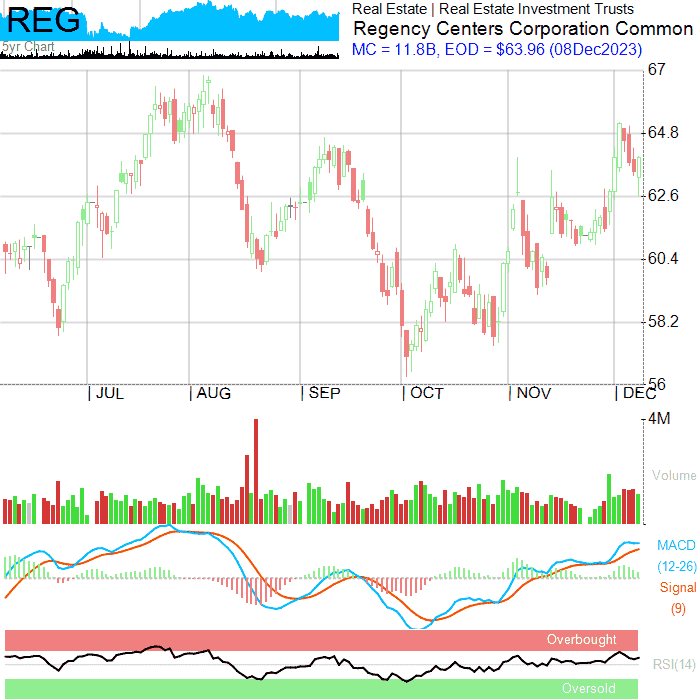 REG
5yr Chart
Real Estate | Real Estate Investment Trusts
Regency Centers Corporation Common
MC = 11.8B, EOD = $63.96 (08Dec2023)
67
64.8
62.6
60.4
58.2
56
JUL AUG SEP OCT NOV DEC
4M
Volume
MACD
(12-26)
Signal
(9)
Overbought
RSI(14)
Oversold